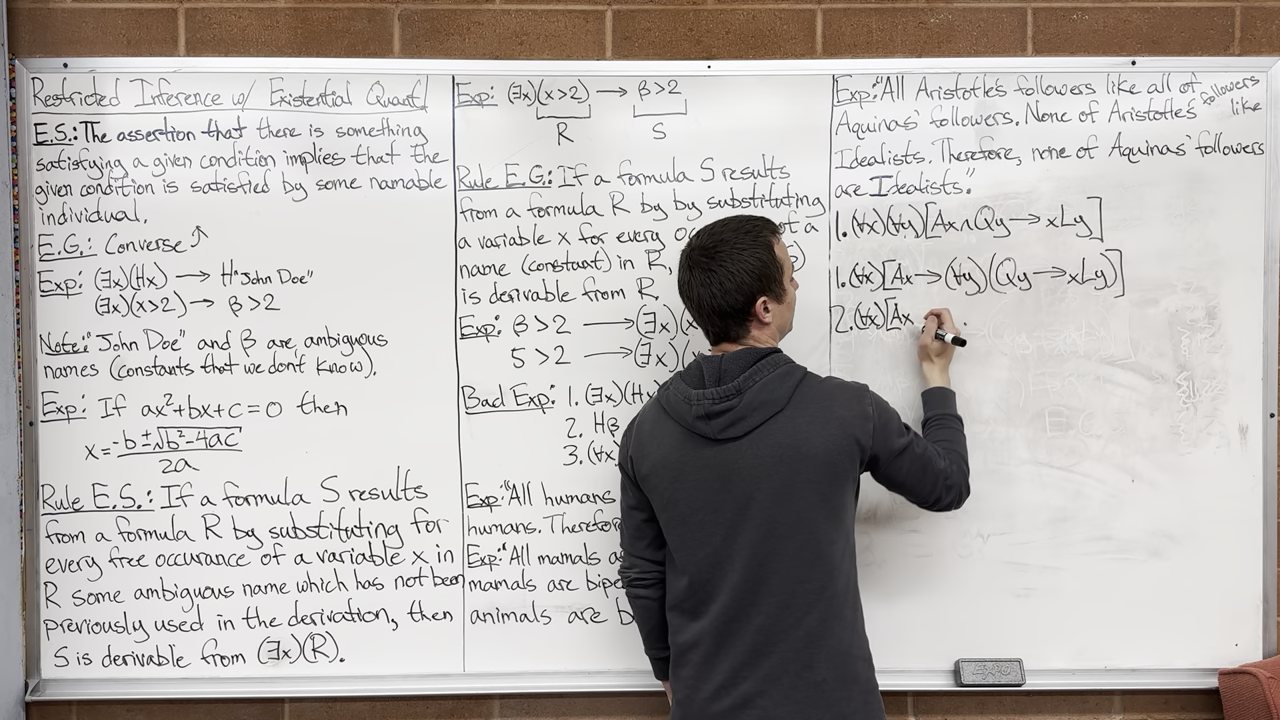 Restricted Inference w/ Existential Quant.
E.S.: The assertion that there is something
satisfying a given condition implies that the
given condition is satisfied by some namable
individual.
E.G.: Converse ↑
Exp: (∃x)(Hx) → H"John Doe"
(∃x)(x>2) → β>2
Note: "John Doe" and β are ambiguous
names (constants that we don't know).
Exp: If ax²+bx+c=0 then
x= -b±√b²-4ac
2a
Rule E.S.: If a formula S results
from a formula R by substituting for
every free occurance of a variable x in
R some ambiguous name which has not been
previously used in the derivation, then
S is derivable from (∃x)(R).
Exp: (∃x)(x>2) → β>2
R S
Rule E.G.: If a formula S results
from a formula R by by substituting
a variable x for every of a
name (constant) in R,
is derivable from R.
Exp: β>2 → (∃x)(x
5>2 → (∃x)(
Bad Exp: 1. (∃x)(Hx
2. Hβ
3. (∀x)
Exp: "All humans
humans. Therefor
Exp: "All mamals a
mamals are bipe
animals are b
Exp: "All Aristotle's followers like all of
Aquinas' followers. None of Aristotle's followers like
Idealists. Therefore, none of Aquinas' followers
are Idealists."
1. (∀x)(∀y)[Ax∧Qy → xLy]
1. (∀x)[Ax → (∀y)(Qy → xLy)]
2. (∀x)[Ax